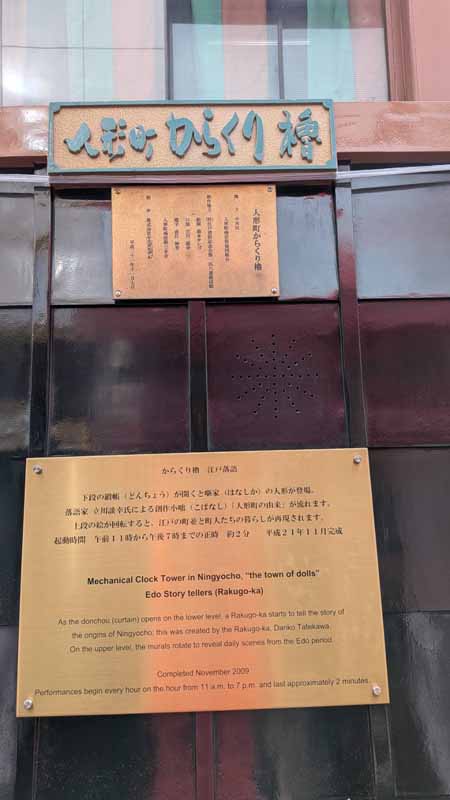 人形町からくり櫓
人形町からくり櫓
からくり櫓 江戸落語
下段の緞帳（どんちょう）が開くと噺家（はなしか）の人形が登場。
落語家 立川談幸氏による創作小噺（こばなし）「人形町の由来」が流れます。
上段の絵が回転すると、江戸の町並と町人たちの暮らしが再現されます。
起動時間 午前１１時から午後７時までの正時 約２分 平成２１年１１月完成
Mechanical Clock Tower in Ningyocho, "the town of dolls"
Edo Story tellers (Rakugo-ka)
As the donchou (curtain) opens on the lower level, a Rakugo-ka starts to tell the story of
the origins of Ningyocho; this was created by the Rakugo-ka, Danko Tatekawa.
On the upper level, the murals rotate to reveal daily scenes from the Edo period.
Completed November 2009
Performances begin every hour on the hour from 11 a.m. to 7 p.m. and last approximately 2 minutes.